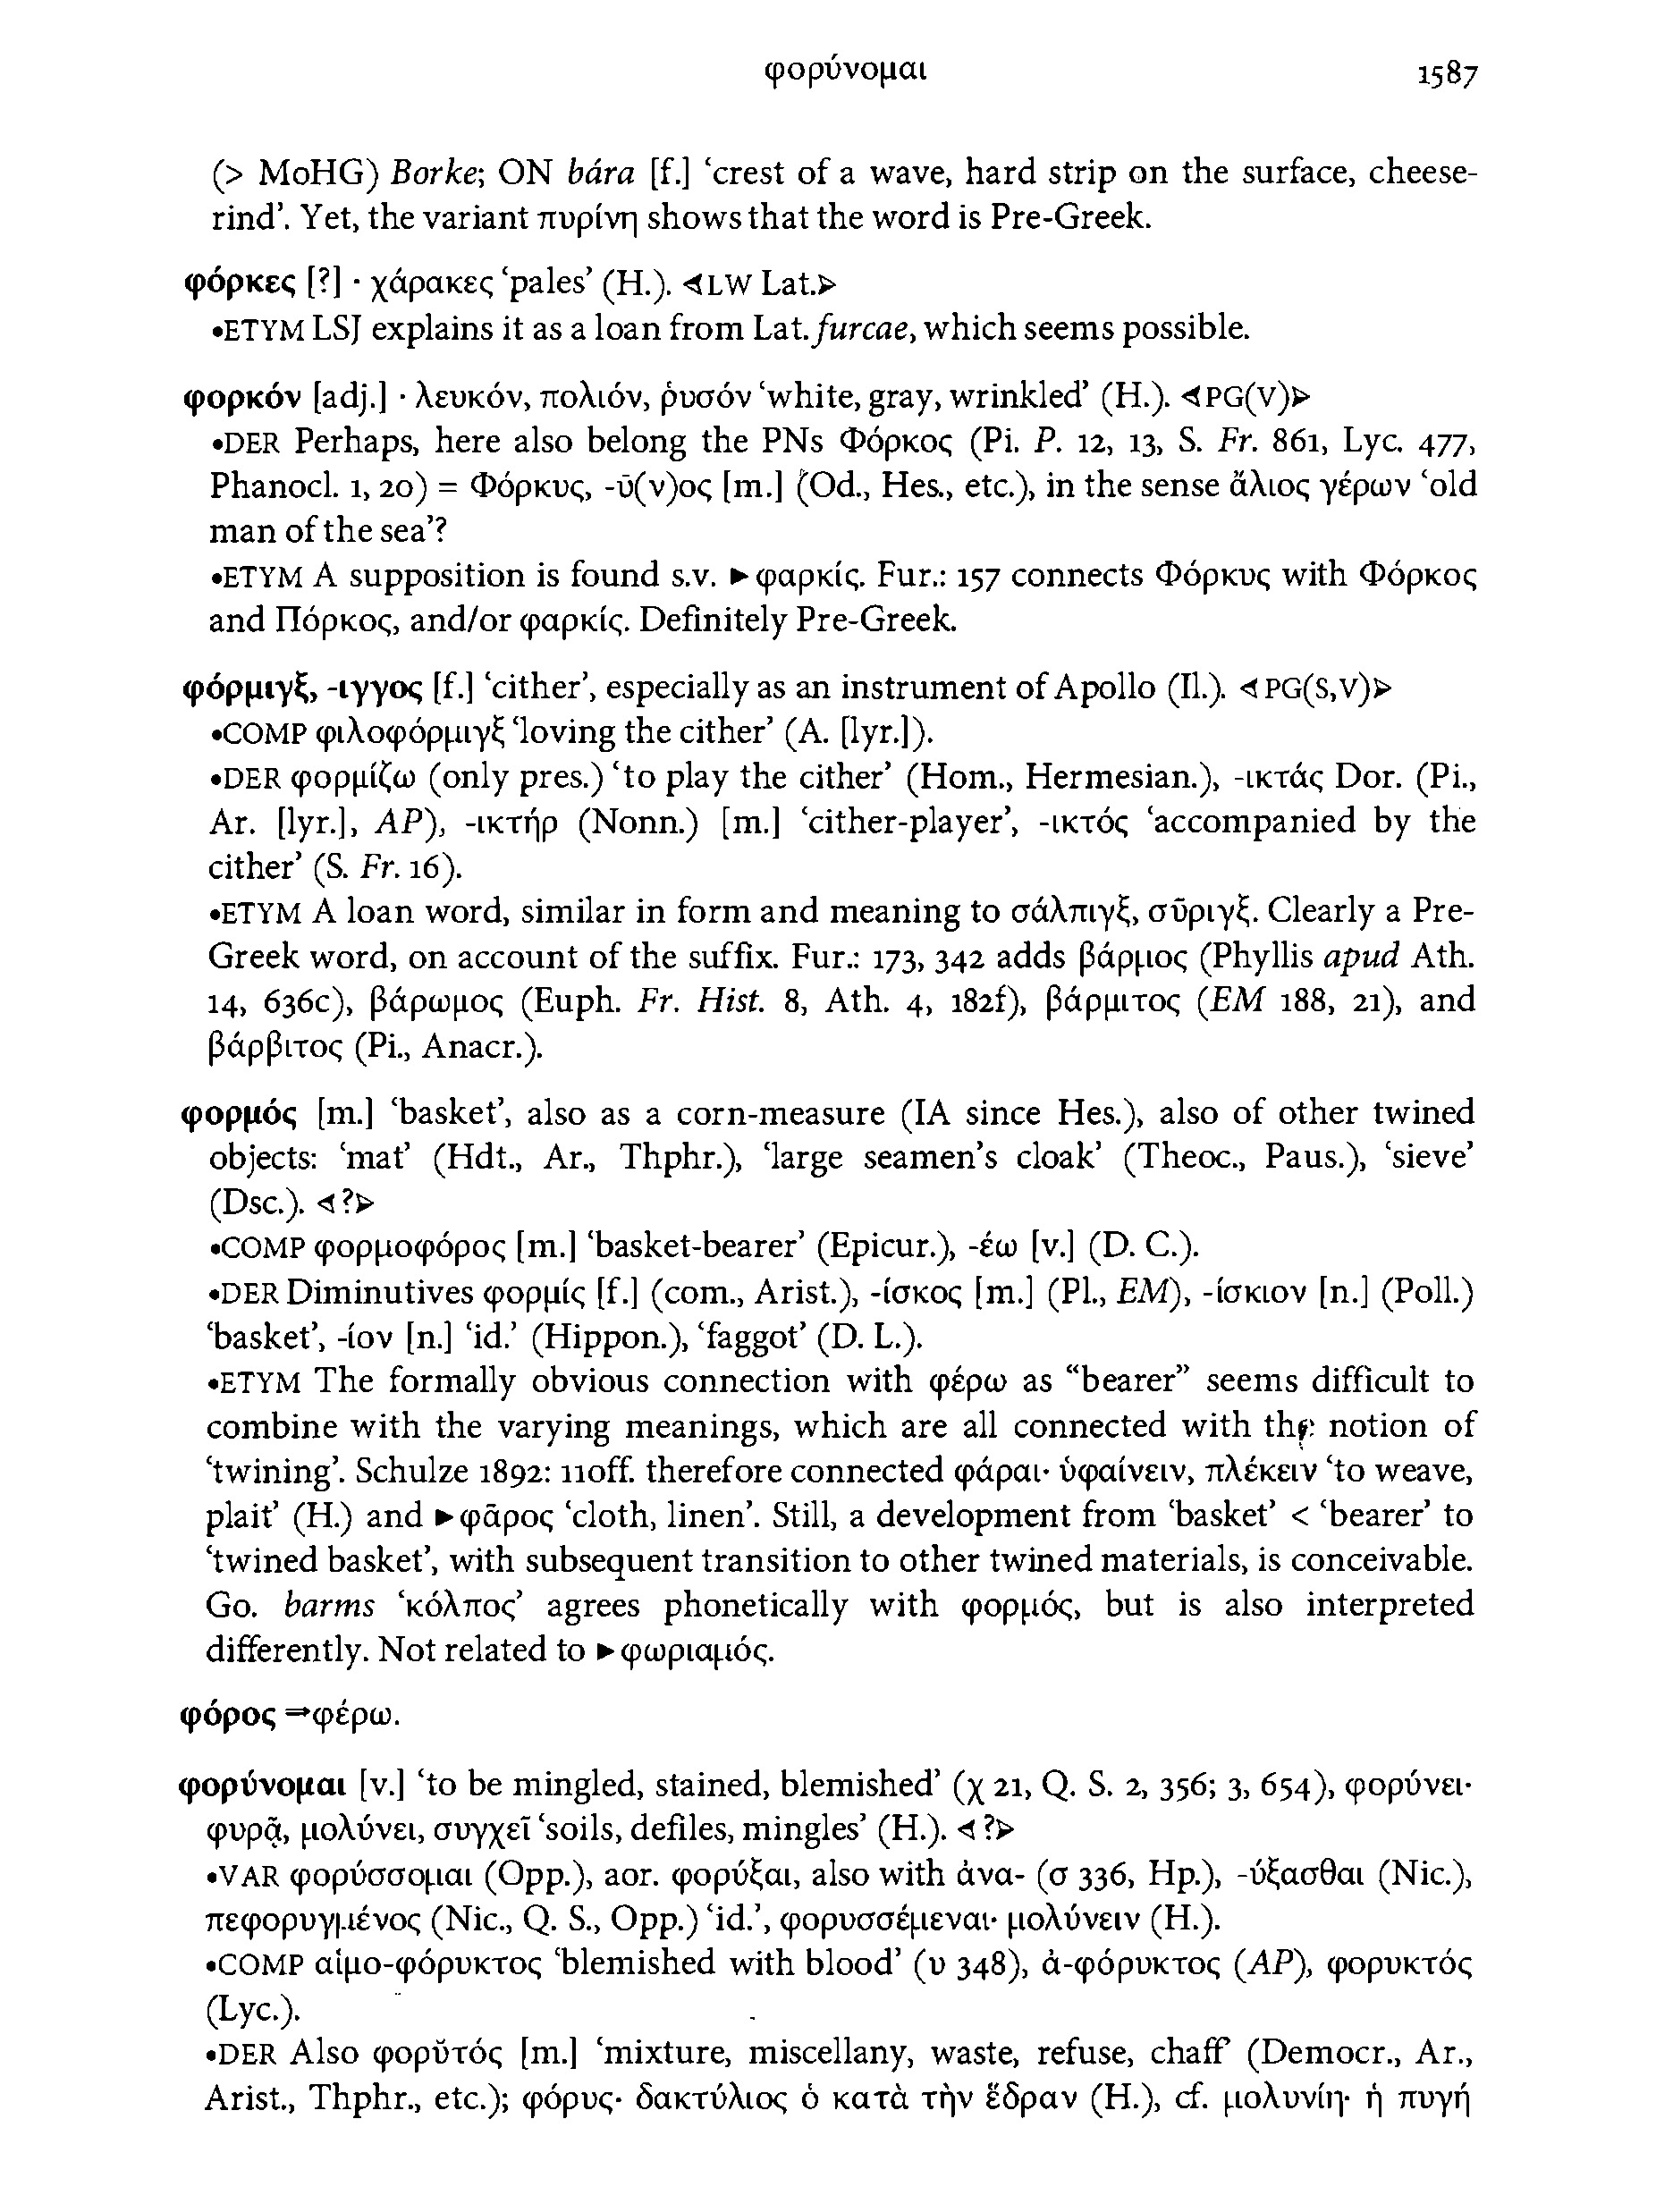 φορύνομαι 1587
(> MoHG) Borke; ON bára [f.] ‘crest of a wave, hard strip on the surface, cheese-
rind’. Yet, the variant πυρίνη shows that the word is Pre-Greek.
φόρκες [?] · χάρακες ‘pales’ (H.). ⊲LW Lat.⊳
•ETYM LSJ explains it as a loan from Lat. furcae, which seems possible.
φορκόν [adj.] · λευκόν, πολιόν, ῥυσόν ‘white, gray, wrinkled’ (H.). ⊲PG(V)⊳
•DER Perhaps, here also belong the PNs Φόρκος (Pi. P. 12, 13, S. Fr. 861, Lyc. 477,
Phanocl. 1, 20) = Φόρκυς, -ῡ(ν)ος [m.] (Od., Hes., etc.), in the sense ἅλιος γέρων ‘old
man of the sea’?
•ETYM A supposition is found s.v. ►φαρκίς. Fur.: 157 connects Φόρκυς with Φόρκος
and Πόρκος, and/or φαρκίς. Definitely Pre-Greek.
φόρμιγξ, -ιγγος [f.] ‘cither’, especially as an instrument of Apollo (Il.). ⊲PG(S,V)⊳
•COMP φιλοφόρμιγξ ‘loving the cither’ (A. [lyr.]).
•DER φορμίζω (only pres.) ‘to play the cither’ (Hom., Hermesian.), -ικτάς Dor. (Pi.,
Ar. [lyr.], AP), -ικτήρ (Nonn.) [m.] ‘cither-player’, -ικτός ‘accompanied by the
cither’ (S. Fr. 16).
•ETYM A loan word, similar in form and meaning to σάλπιγξ, σῦριγξ. Clearly a Pre-
Greek word, on account of the suffix. Fur.: 173, 342 adds βάρμος (Phyllis apud Ath.
14, 636c), βάρωμος (Euph. Fr. Hist. 8, Ath. 4, 182f), βάρμιτος (EM 188, 21), and
βάρβιτος (Pi., Anacr.).
φορμός [m.] ‘basket’, also as a corn-measure (IA since Hes.), also of other twined
objects: ‘mat’ (Hdt., Ar., Thphr.), ‘large seamen’s cloak’ (Theoc., Paus.), ‘sieve’
(Dsc.). ⊲?⊳
•COMP φορμοφόρος [m.] ‘basket-bearer’ (Epicur.), -έω [v.] (D. C.).
•DER Diminutives φορμίς [f.] (com., Arist.), -ίσκος [m.] (Pl., EM), -ίσκιον [n.] (Poll.)
‘basket’, -ίον [n.] ‘id.’ (Hippon.), ‘faggot’ (D. L.).
•ETYM The formally obvious connection with φέρω as “bearer” seems difficult to
combine with the varying meanings, which are all connected with the notion of
‘twining’. Schulze 1892: 110ff. therefore connected φάραι· ὑφαίνειν, πλέκειν ‘to weave,
plait’ (H.) and ►φᾶρος ‘cloth, linen’. Still, a development from ‘basket’ < ‘bearer’ to
‘twined basket’, with subsequent transition to other twined materials, is conceivable.
Go. barms ‘κόλπος’ agrees phonetically with φορμός, but is also interpreted
differently. Not related to ►φωριαμός.
φόρος ⇒φέρω.
φορύνομαι [v.] ‘to be mingled, stained, blemished’ (χ 21, Q. S. 2, 356; 3, 654), φορύνει·
φυρᾷ, μολύνει, συγχεῖ ‘soils, defiles, mingles’ (H.). ⊲?⊳
•VAR φορύσσομαι (Opp.), aor. φορύξαι, also with ἀνα- (σ 336, Hp.), -ύξασθαι (Nic.),
πεφορυγμένος (Nic., Q. S., Opp.) ‘id.’, φορυσσέμεναι· μολύνειν (H.).
•COMP αἱμο-φόρυκτος ‘blemished with blood’ (υ 348), ἀ-φόρυκτος (AP), φορυκτός
(Lyc.).
•DER Also φορῠτός [m.] ‘mixture, miscellany, waste, refuse, chaff’ (Democr., Ar.,
Arist., Thphr., etc.); φόρυς· δακτύλιος ὁ κατὰ τὴν ἕδραν (H.), cf. μολυνίη· ἡ πυγή